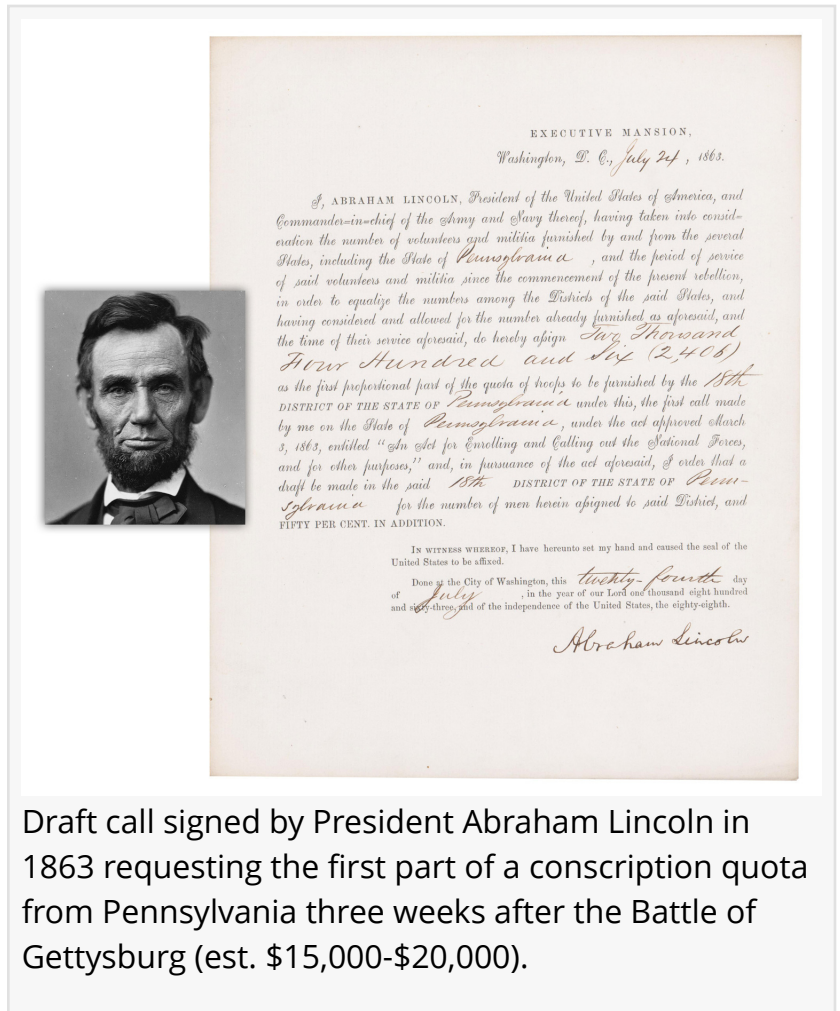 EXECUTIVE MANSION,
Washington, D. C., July 24, 1863.
I, ABRAHAM LINCOLN, President of the United States of America, and
Commander=in=chief of the Army and Navy thereof, having taken into consid=
eration the number of volunteers and militia furnished by and from the several
States, including the State of Pennsylvania , and the period of service
of said volunteers and militia since the commencement of the present rebellion,
in order to equalize the numbers among the Districts of the said States, and
having considered and allowed for the number already furnished as aforesaid, and
the time of their service aforesaid, do hereby aſsign Two Thousand
Four Hundred and Six (2,406)
as the first proportional part of the quota of troops to be furnished by the 18th
DISTRICT OF THE STATE OF Pennsylvania under this, the first call made
by me on the State of Pennsylvania, under the act approved March
3, 1863, entitled "An Act for Enrolling and Calling out the National Forces,
and for other purposes," and, in pursuance of the act aforesaid, I order that a
draft be made in the said 18th DISTRICT OF THE STATE OF Penn-
sylvania for the number of men herein aſsigned to said District, and
FIFTY PER CENT. IN ADDITION.
IN WITNESS WHEREOF, I have hereunto set my hand and caused the seal of the
United States to be affixed.
Done at the City of Washington, this twenty-fourth day
of July , in the year of our Lord one thousand eight hundred
and sixty-three, and of the independence of the United States, the eighty-eighth.
Abraham Lincoln
Draft call signed by President Abraham Lincoln in
1863 requesting the first part of a conscription quota
from Pennsylvania three weeks after the Battle of
Gettysburg (est. $15,000-$20,000).